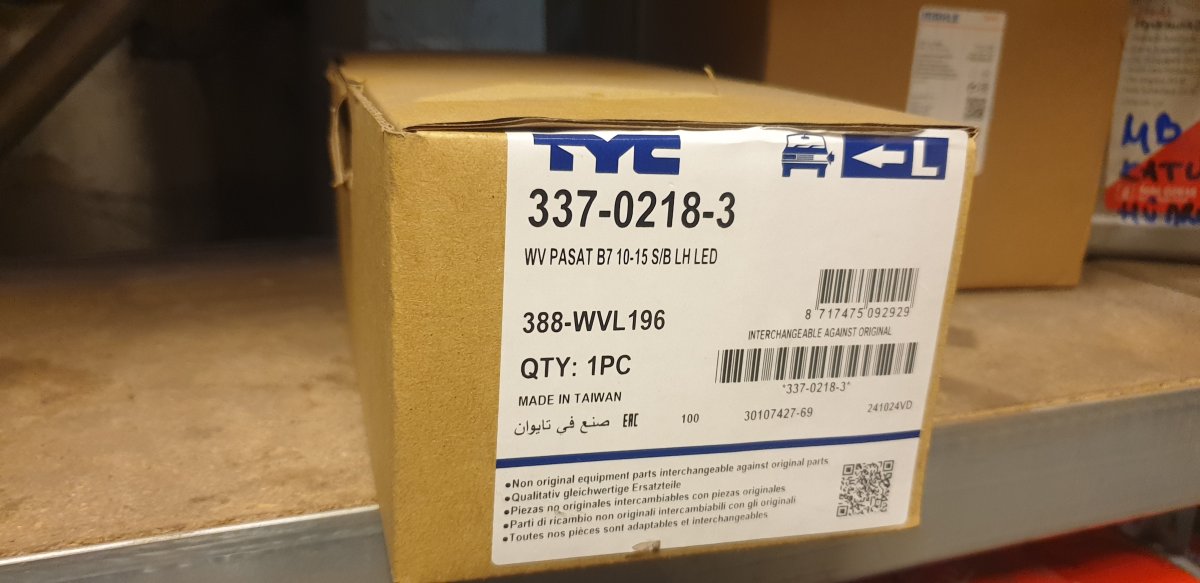 TYC
L
337-0218-3
WV PASAT B7 10-15 S/B LH LED
8 717475 092929
388-WVL196
INTERCHANGEABLE AGAINST ORIGINAL
QTY: 1PC
*337-0218-3*
MADE IN TAIWAN
صنع في تايوان EAC 100 30107427-69 241024VD
•Non original equipment parts interchangeable against original parts
•Qualitativ gleichwertige Ersatzteile
•Piezas no originales intercambiables con piezas originales
•Parti di ricambio non originali intercambiabili con gli originali
•Toutes nos pièces sont adaptables et interchangeables
MAHLE
MB